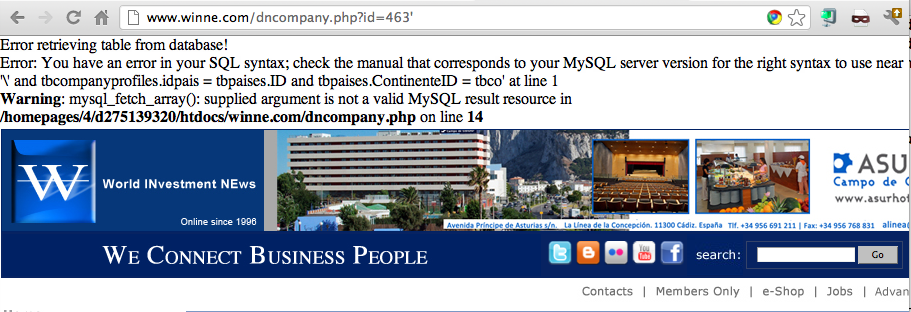 www.winne.com/dncompany.php?id=463'
Error retrieving table from database!
Error: You have an error in your SQL syntax; check the manual that corresponds to your MySQL server version for the right syntax to use near
'\' and tbcompanyprofiles.idpais = tbpaises.ID and tbpaises.ContinenteID = tbco' at line 1
Warning: mysql_fetch_array(): supplied argument is not a valid MySQL result resource in
/homepages/4/d275139320/htdocs/winne.com/dncompany.php on line 14
W
World INvestment NEws
Online since 1996
ASU
Campo de G
www.asurhot
Avenida Príncipe de Asturias s/n. La Línea de la Concepción. 11300 Cádiz. España Tlf. +34 956 691 211 | Fax: +34 956 768 831 alinea@
We Connect Business People
You Tube
search: Go
Contacts | Members Only | e-Shop | Jobs | Advan